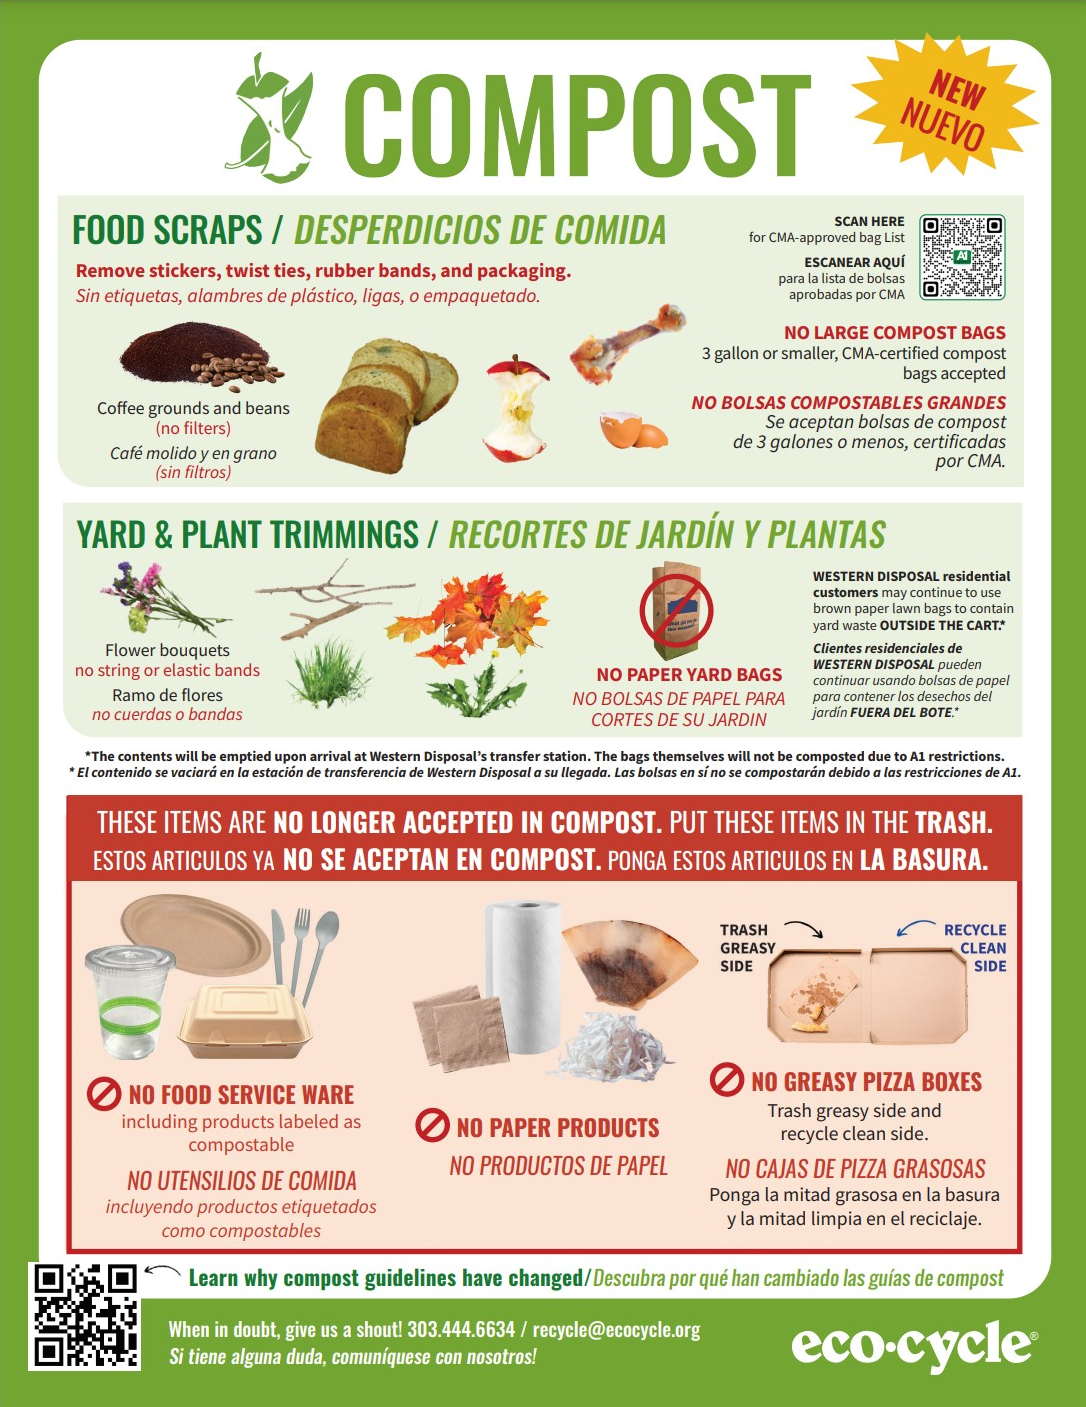 COMPOST
NEW
NUEVO
FOOD SCRAPS / DESPERDICIOS DE COMIDA
Remove stickers, twist ties, rubber bands, and packaging.
Sin etiquetas, alambres de plástico, ligas, o empaquetado.
SCAN HERE
for CMA-approved bag List
ESCANEAR AQUÍ
para la lista de bolsas
aprobadas por CMA
A1
Coffee grounds and beans
(no filters)
Café molido y en grano
(sin filtros)
NO LARGE COMPOST BAGS
3 gallon or smaller, CMA-certified compost
bags accepted
NO BOLSAS COMPOSTABLES GRANDES
Se aceptan bolsas de compost
de 3 galones o menos, certificadas
por CMA.
YARD & PLANT TRIMMINGS / RECORTES DE JARDÍN Y PLANTAS
Flower bouquets
no string or elastic bands
Ramo de flores
no cuerdas o bandas
NO PAPER YARD BAGS
NO BOLSAS DE PAPEL PARA
CORTES DE SU JARDIN
WESTERN DISPOSAL residential
customers may continue to use
brown paper lawn bags to contain
yard waste OUTSIDE THE CART.*
Clientes residenciales de
WESTERN DISPOSAL pueden
continuar usando bolsas de papel
para contener los desechos del
jardín FUERA DEL BOTE.*
*The contents will be emptied upon arrival at Western Disposal's transfer station. The bags themselves will not be composted due to A1 restrictions.
* El contenido se vaciará en la estación de transferencia de Western Disposal a su llegada. Las bolsas en sí no se compostarán debido a las restricciones de A1.
THESE ITEMS ARE NO LONGER ACCEPTED IN COMPOST. PUT THESE ITEMS IN THE TRASH.
ESTOS ARTICULOS YA NO SE ACEPTAN EN COMPOST. PONGA ESTOS ARTICULOS EN LA BASURA.
NO FOOD SERVICE WARE
including products labeled as
compostable
NO UTENSILIOS DE COMIDA
incluyendo productos etiquetados
como compostables
NO PAPER PRODUCTS
NO PRODUCTOS DE PAPEL
TRASH
GREASY
SIDE
RECYCLE
CLEAN
SIDE
NO GREASY PIZZA BOXES
Trash greasy side and
recycle clean side.
NO CAJAS DE PIZZA GRASOSAS
Ponga la mitad grasosa en la basura
y la mitad limpia en el reciclaje.
Learn why compost guidelines have changed/Descubra por qué han cambiado las guías de compost
When in doubt, give us a shout! 303.444.6634 / recycle@ecocycle.org
Si tiene alguna duda, comuníquese con nosotros!
eco·cycle®